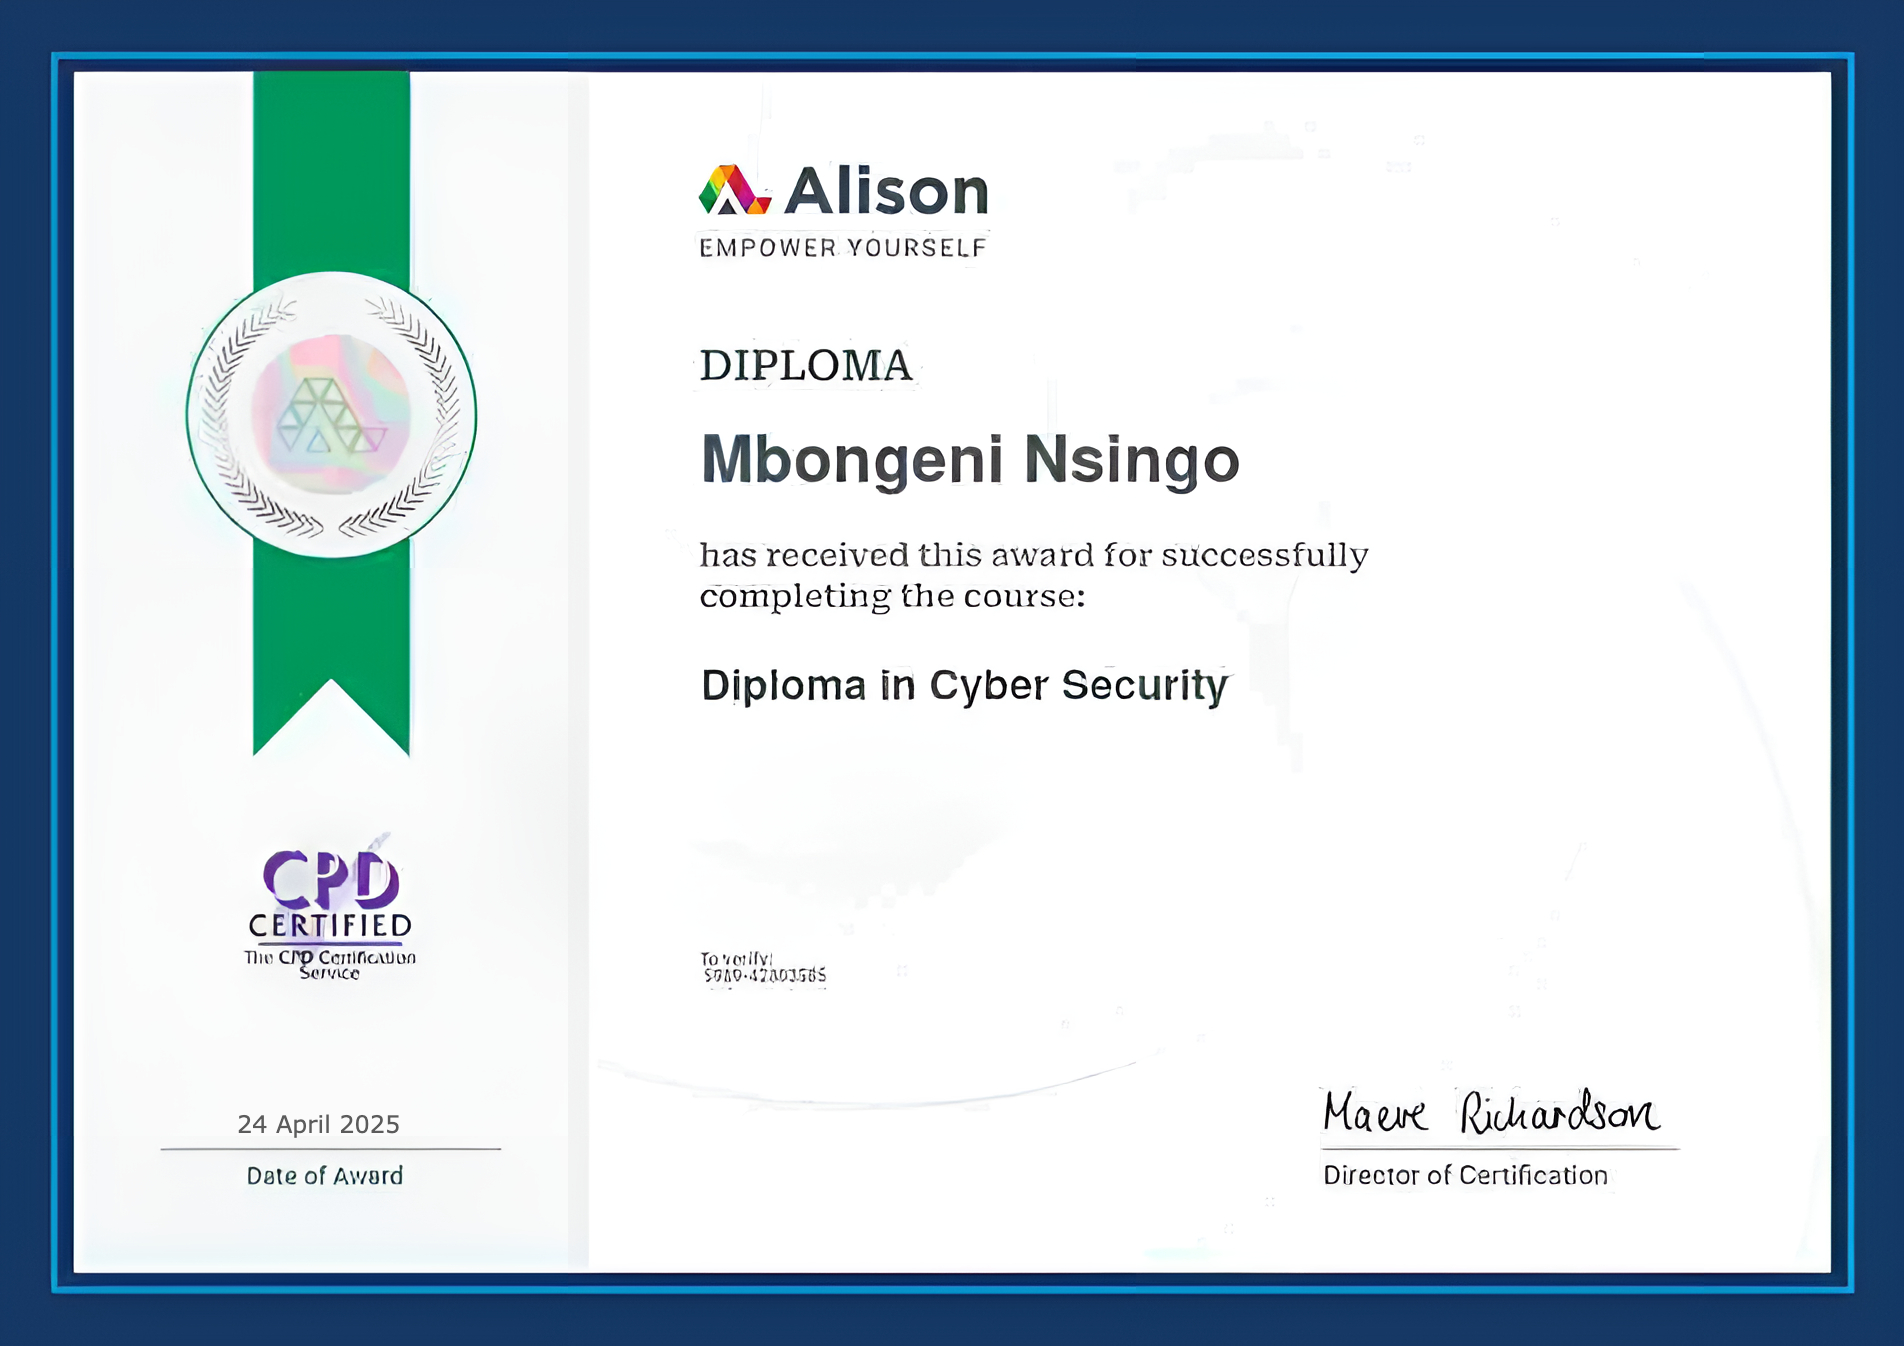 Alison
EMPOWER YOURSELF
DIPLOMA
Mbongeni Nsingo
has received this award for successfully
completing the course:
Diploma in Cyber Security
CPD
CERTIFIED
The CPD Certification
Service
To verify:
24 April 2025
Date of Award
Maeve Richardson
Director of Certification